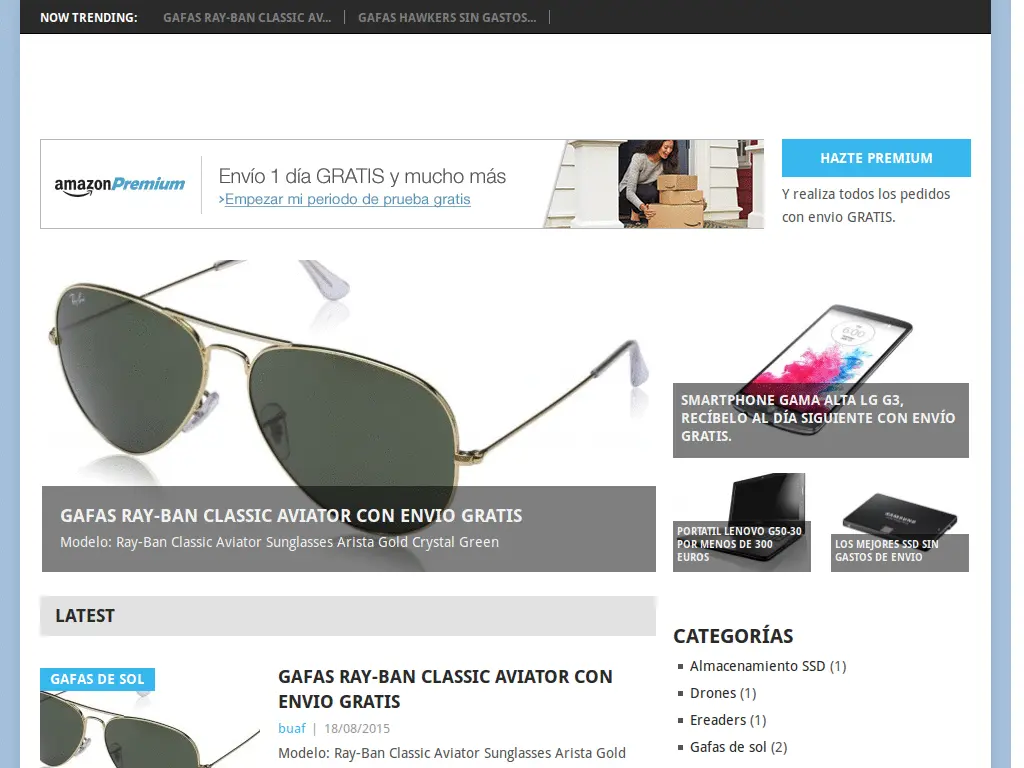 NOW TRENDING:
GAFAS RAY-BAN CLASSIC AV...
GAFAS HAWKERS SIN GASTOS...
amazonPremium
Envío 1 día GRATIS y mucho más
›Empezar mi periodo de prueba gratis
HAZTE PREMIUM
Y realiza todos los pedidos
con envio GRATIS.
Ray-Ban
GAFAS RAY-BAN CLASSIC AVIATOR CON ENVIO GRATIS
Modelo: Ray-Ban Classic Aviator Sunglasses Arista Gold Crystal Green
6:00
SMARTPHONE GAMA ALTA LG G3,
RECÍBELO AL DÍA SIGUIENTE CON ENVÍO
GRATIS.
PORTATIL LENOVO G50-30
POR MENOS DE 300
EUROS
SAMSUNG
LOS MEJORES SSD SIN
GASTOS DE ENVIO
LATEST
GAFAS DE SOL
GAFAS RAY-BAN CLASSIC AVIATOR CON
ENVIO GRATIS
buaf | 18/08/2015
Modelo: Ray-Ban Classic Aviator Sunglasses Arista Gold
CATEGORÍAS
Almacenamiento SSD (1)
Drones (1)
Ereaders (1)
Gafas de sol (2)